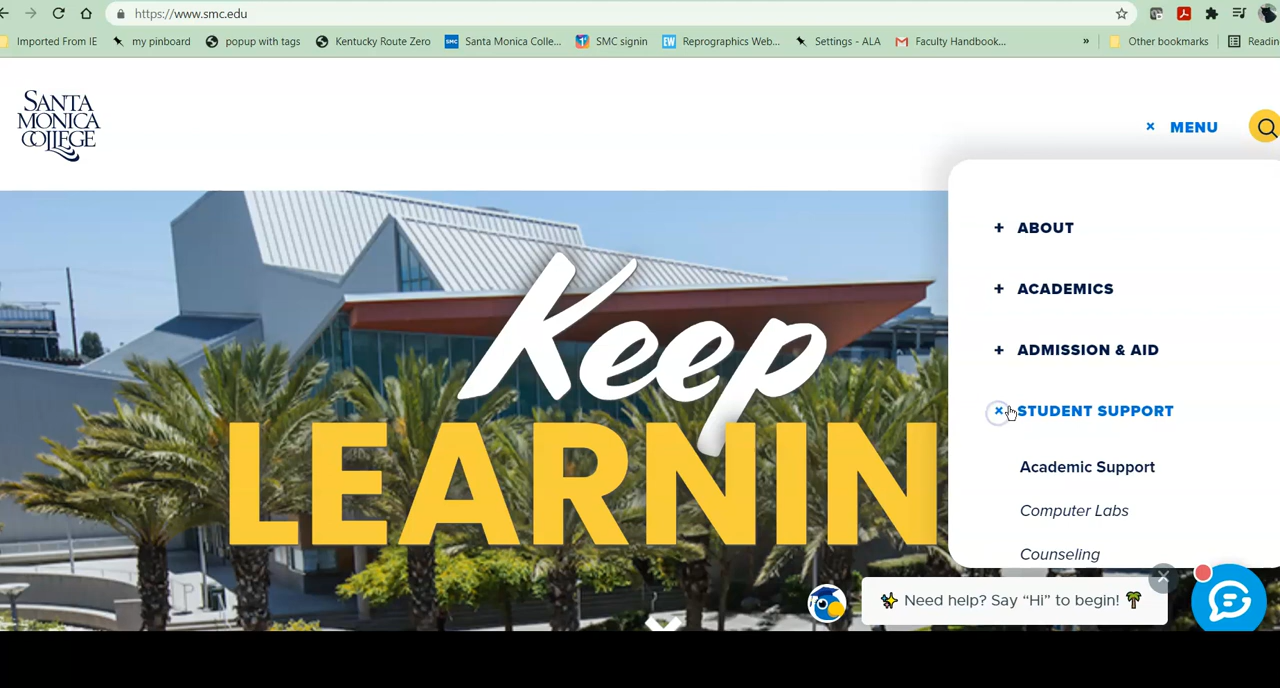 https://www.smc.edu
Imported From IE
my pinboard
popup with tags
Kentucky Route Zero
SMC
Santa Monica Colle...
SMC signin
EW
Reprographics Web...
Settings - ALA
Faculty Handbook...
»
Other bookmarks
Readin
SANTA
MONICA
COLLEGE
× MENU
+ ABOUT
+ ACADEMICS
+ ADMISSION & AID
× STUDENT SUPPORT
Academic Support
Computer Labs
Counseling
Keep
LEARNIN
✨ Need help? Say “Hi” to begin! 🌴